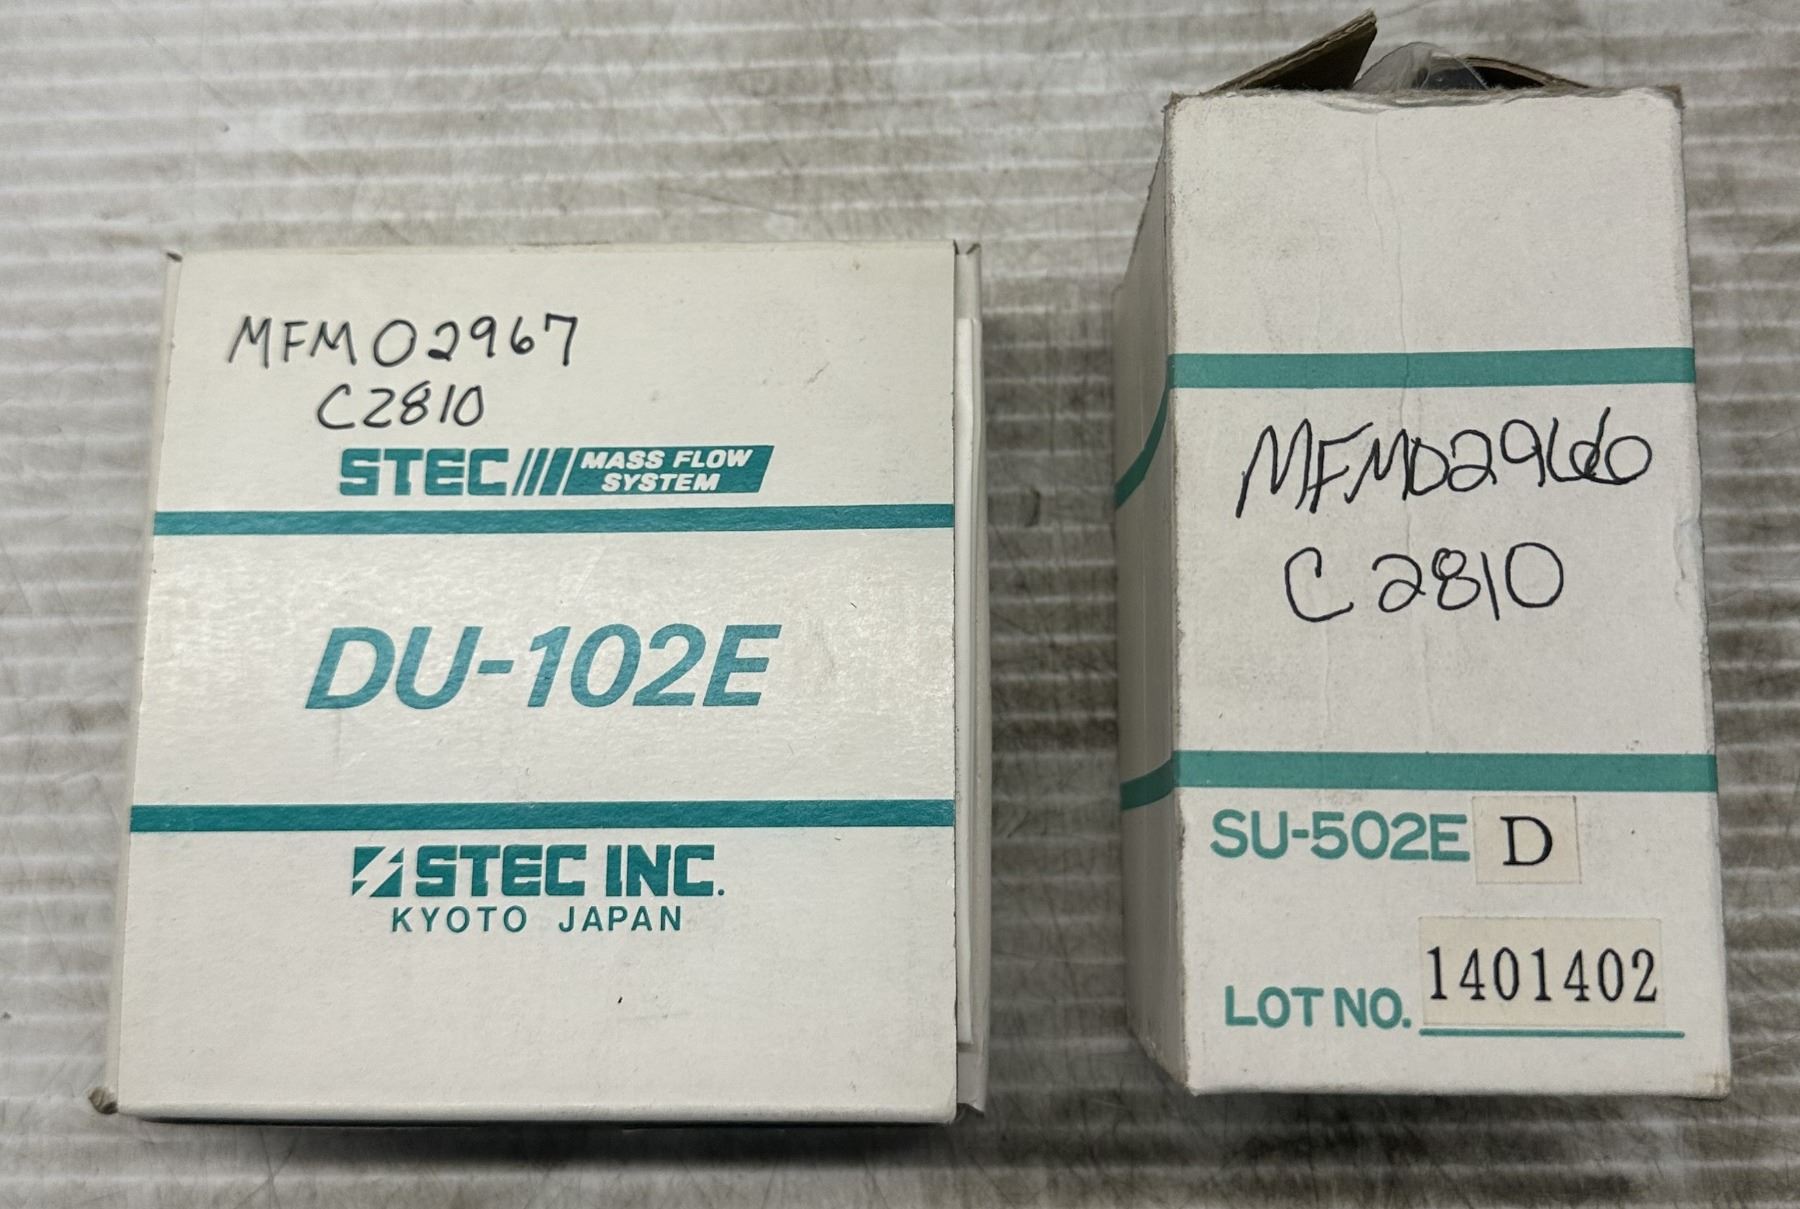 MFM02967
C2810
STEC MASS FLOW
SYSTEM
DU-102E
STEC INC.
KYOTO JAPAN
MFM02966
C2810
SU-502E D
LOT NO. 1401402